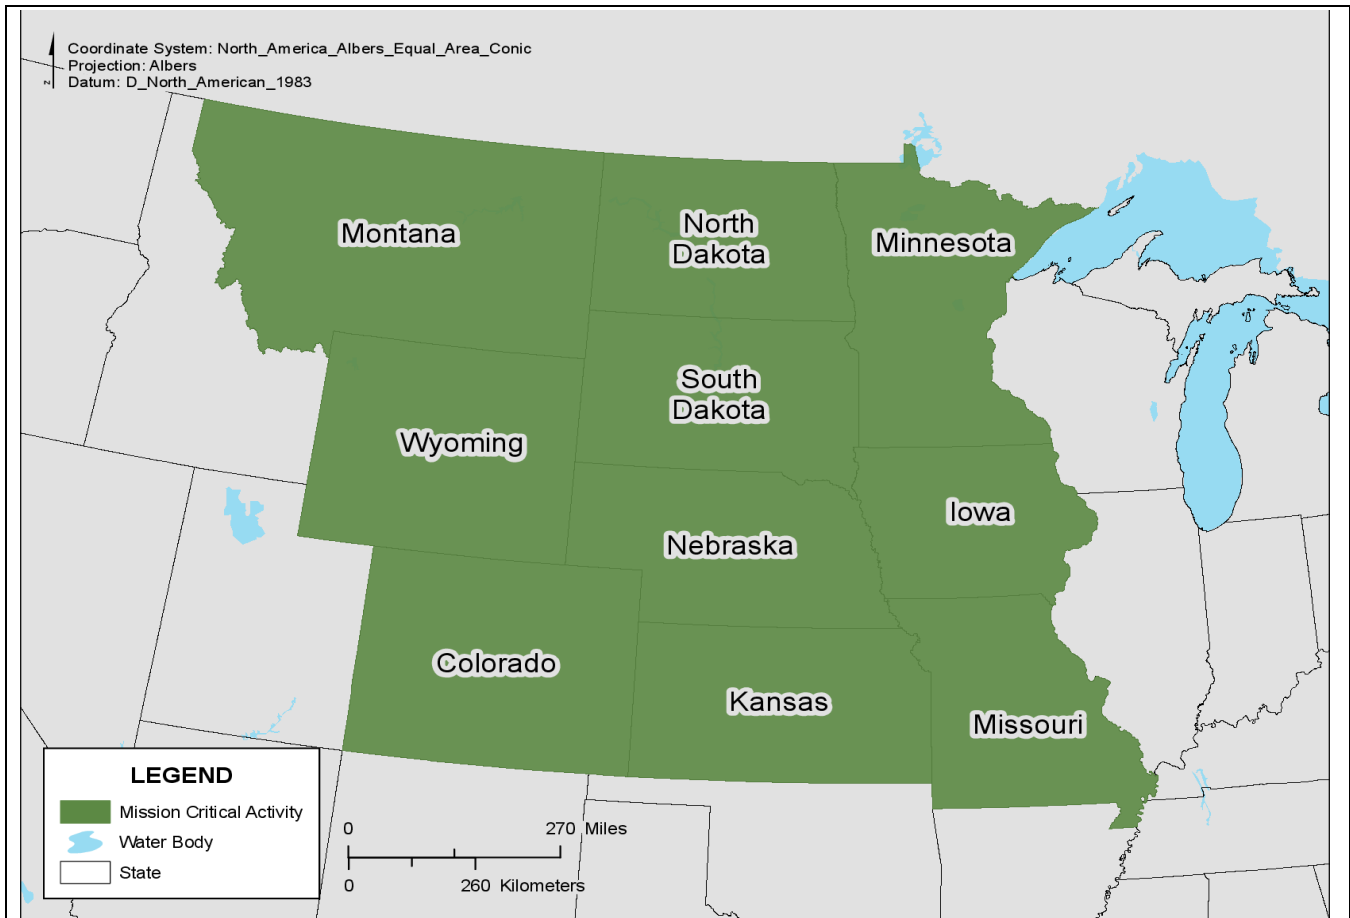 Coordinate System: North_America_Albers_Equal_Area_Conic
Projection: Albers
Datum: D_North_American_1983
z
Montana
North
Dakota
Minnesota
South
Dakota
Wyoming
Iowa
Nebraska
Colorado
Kansas
Missouri
LEGEND
Mission Critical Activity
Water Body
State
0 270 Miles
0 260 Kilometers